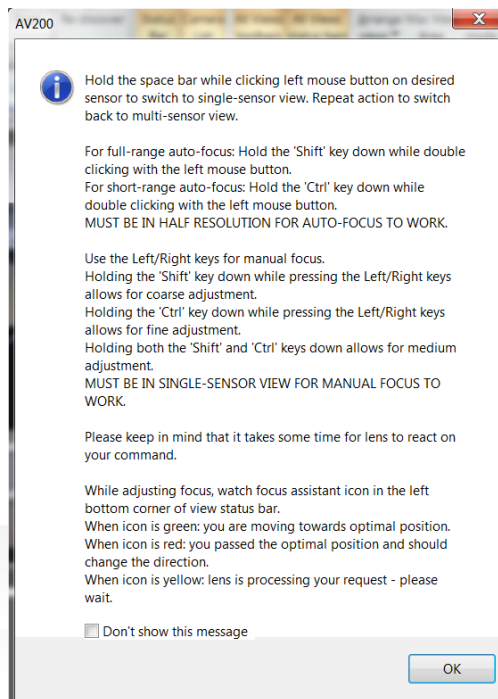 AV200
Hold the space bar while clicking left mouse button on desired
sensor to switch to single-sensor view. Repeat action to switch
back to multi-sensor view.
For full-range auto-focus: Hold the 'Shift' key down while double
clicking with the left mouse button.
For short-range auto-focus: Hold the 'Ctrl' key down while
double clicking with the left mouse button.
MUST BE IN HALF RESOLUTION FOR AUTO-FOCUS TO WORK.
Use the Left/Right keys for manual focus.
Holding the 'Shift' key down while pressing the Left/Right keys
allows for coarse adjustment.
Holding the 'Ctrl' key down while pressing the Left/Right keys
allows for fine adjustment.
Holding both the 'Shift' and 'Ctrl' keys down allows for medium
adjustment.
MUST BE IN SINGLE-SENSOR VIEW FOR MANUAL FOCUS TO
WORK.
Please keep in mind that it takes some time for lens to react on
your command.
While adjusting focus, watch focus assistant icon in the left
bottom corner of view status bar.
When icon is green: you are moving towards optimal position.
When icon is red: you passed the optimal position and should
change the direction.
When icon is yellow: lens is processing your request - please
wait.
Don't show this message
OK